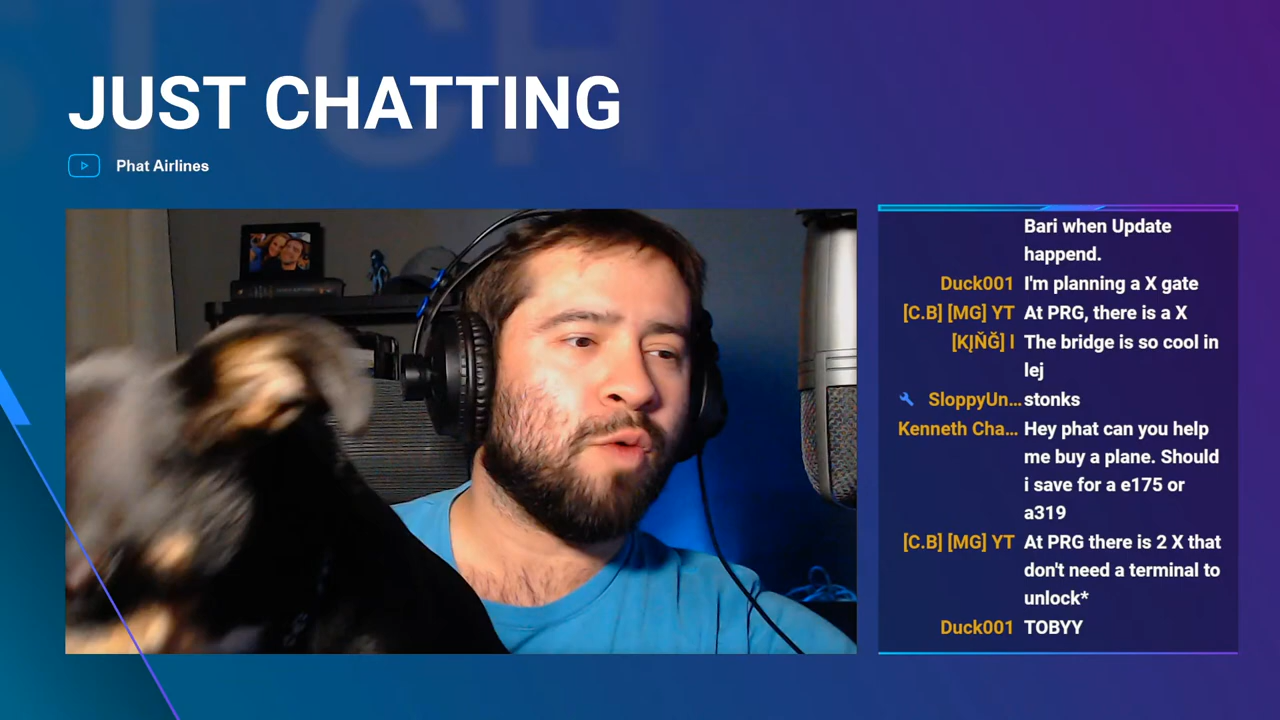 JUST CHATTING
Phat Airlines
Bari when Update
happend.
Duck001 I'm planning a X gate
[C.B] [MG] YT At PRG, there is a X
[KĮŇĞ] I The bridge is so cool in
lej
SloppyUn... stonks
Kenneth Cha... Hey phat can you help
me buy a plane. Should
i save for a e175 or
a319
[C.B] [MG] YT At PRG there is 2 X that
don't need a terminal to
unlock*
Duck001 TOBYY